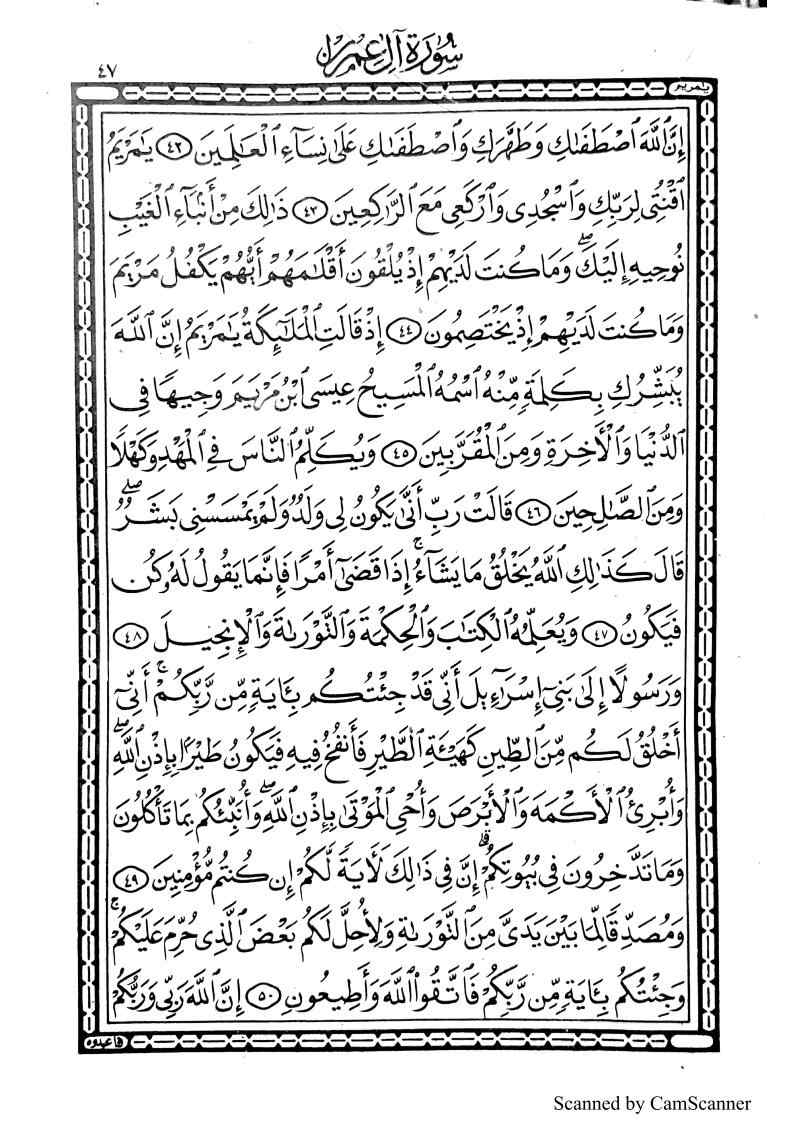 سُورَةُ آلِ عِمْرٰن
٤٧
يٰمريم
إِنَّ ٱللَّهَ ٱصْطَفَىٰكِ وَطَهَّرَكِ وَٱصْطَفَىٰكِ عَلَىٰ نِسَآءِ ٱلْعَٰلَمِينَ ٤٢ يَٰمَرْيَمُ
ٱقْنُتِى لِرَبِّكِ وَٱسْجُدِى وَٱرْكَعِى مَعَ ٱلرَّٰكِعِينَ ٤٣ ذَٰلِكَ مِنْ أَنۢبَآءِ ٱلْغَيْبِ
نُوحِيهِ إِلَيْكَ ۖ وَمَا كُنتَ لَدَيْهِمْ إِذْ يُلْقُونَ أَقْلَٰمَهُمْ أَيُّهُمْ يَكْفُلُ مَرْيَمَ
وَمَا كُنتَ لَدَيْهِمْ إِذْ يَخْتَصِمُونَ ٤٤ إِذْ قَالَتِ ٱلْمَلَٰٓئِكَةُ يَٰمَرْيَمُ إِنَّ ٱللَّهَ
يُبَشِّرُكِ بِكَلِمَةٍ مِّنْهُ ٱسْمُهُ ٱلْمَسِيحُ عِيسَى ٱبْنُ مَرْيَمَ وَجِيهًا فِى
ٱلدُّنْيَا وَٱلْأَخِرَةِ وَمِنَ ٱلْمُقَرَّبِينَ ٤٥ وَيُكَلِّمُ ٱلنَّاسَ فِى ٱلْمَهْدِ وَكَهْلًا
وَمِنَ ٱلصَّٰلِحِينَ ٤٦ قَالَتْ رَبِّ أَنَّىٰ يَكُونُ لِى وَلَدٌ وَلَمْ يَمْسَسْنِى بَشَرٌ ۖ
قَالَ كَذَٰلِكِ ٱللَّهُ يَخْلُقُ مَا يَشَآءُ ۚ إِذَا قَضَىٰٓ أَمْرًا فَإِنَّمَا يَقُولُ لَهُۥ كُن
فَيَكُونُ ٤٧ وَيُعَلِّمُهُ ٱلْكِتَٰبَ وَٱلْحِكْمَةَ وَٱلتَّوْرَىٰةَ وَٱلْإِنجِيلَ ٤٨
وَرَسُولًا إِلَىٰ بَنِىٓ إِسْرَٰٓءِيلَ أَنِّى قَدْ جِئْتُكُم بِـَٔايَةٍ مِّن رَّبِّكُمْ ۚ أَنِّىٓ
أَخْلُقُ لَكُم مِّنَ ٱلطِّينِ كَهَيْـَٔةِ ٱلطَّيْرِ فَأَنفُخُ فِيهِ فَيَكُونُ طَيْرًۢا بِإِذْنِ ٱللَّهِ ۖ
وَأُبْرِئُ ٱلْأَكْمَهَ وَٱلْأَبْرَصَ وَأُحْىِ ٱلْمَوْتَىٰ بِإِذْنِ ٱللَّهِ ۖ وَأُنَبِّئُكُم بِمَا تَأْكُلُونَ
وَمَا تَدَّخِرُونَ فِى بُيُوتِكُمْ ۗ إِنَّ فِى ذَٰلِكَ لَأَيَةً لَّكُمْ إِن كُنتُم مُّؤْمِنِينَ ٤٩
وَمُصَدِّقًا لِّمَا بَيْنَ يَدَىَّ مِنَ ٱلتَّوْرَىٰةِ وَلِأُحِلَّ لَكُم بَعْضَ ٱلَّذِى حُرِّمَ عَلَيْكُمْ ۚ
وَجِئْتُكُم بِـَٔايَةٍ مِّن رَّبِّكُمْ فَٱتَّقُوا۟ ٱللَّهَ وَأَطِيعُونِ ٥٠ إِنَّ ٱللَّهَ رَبِّى وَرَبُّكُمْ
فاعبدوه
Scanned by CamScanner